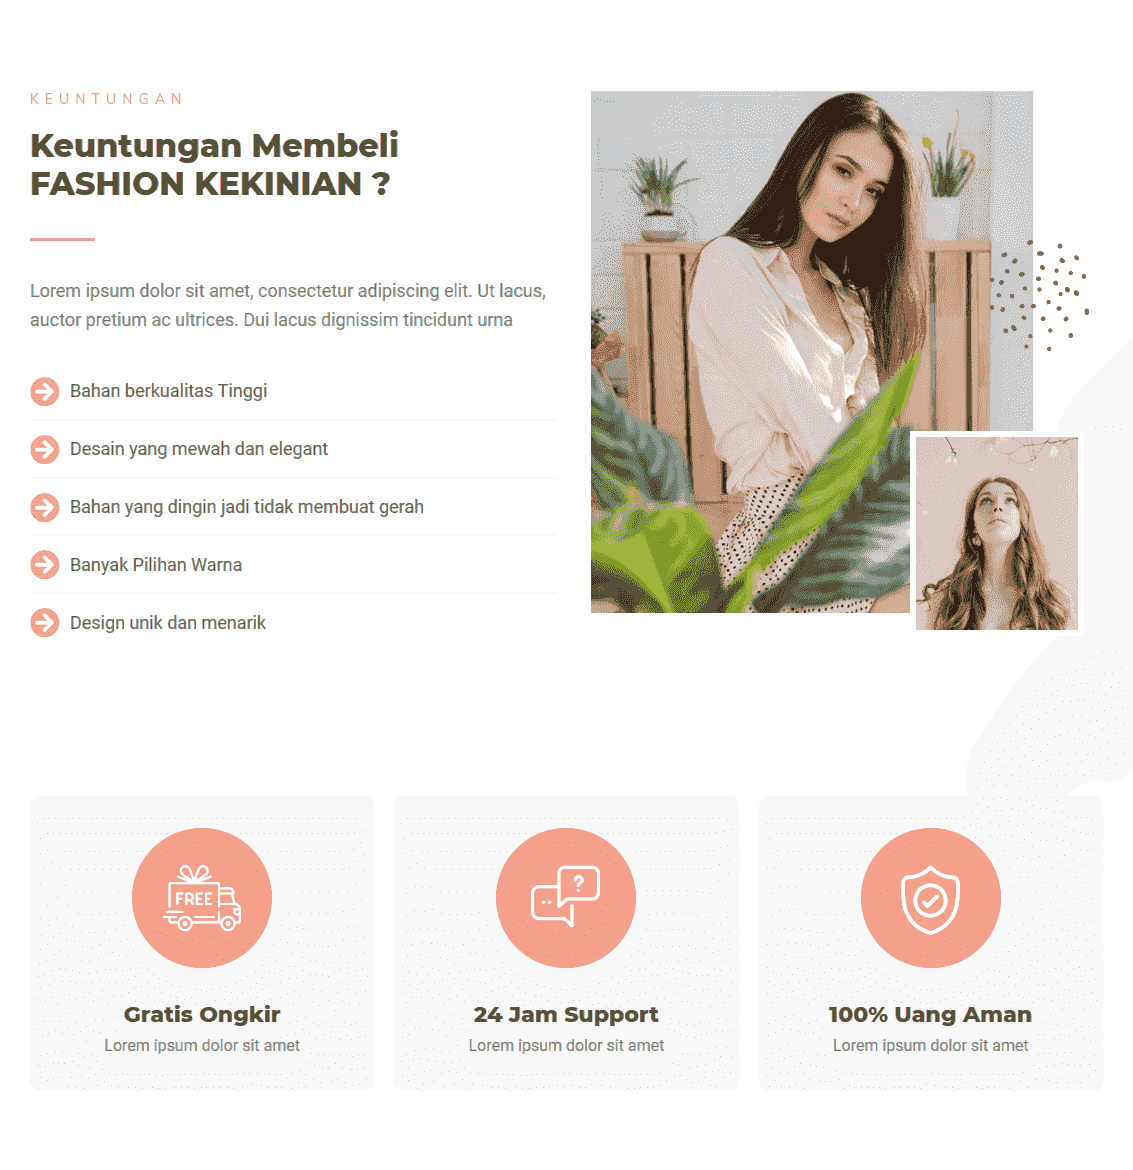 KEUNTUNGAN
Keuntungan Membeli
FASHION KEKINIAN ?
Lorem ipsum dolor sit amet, consectetur adipiscing elit. Ut lacus,
auctor pretium ac ultrices. Dui lacus dignissim tincidunt urna
Bahan berkualitas Tinggi
Desain yang mewah dan elegant
Bahan yang dingin jadi tidak membuat gerah
Banyak Pilihan Warna
Design unik dan menarik
FREE
?
Gratis Ongkir
Lorem ipsum dolor sit amet
24 Jam Support
Lorem ipsum dolor sit amet
100% Uang Aman
Lorem ipsum dolor sit amet